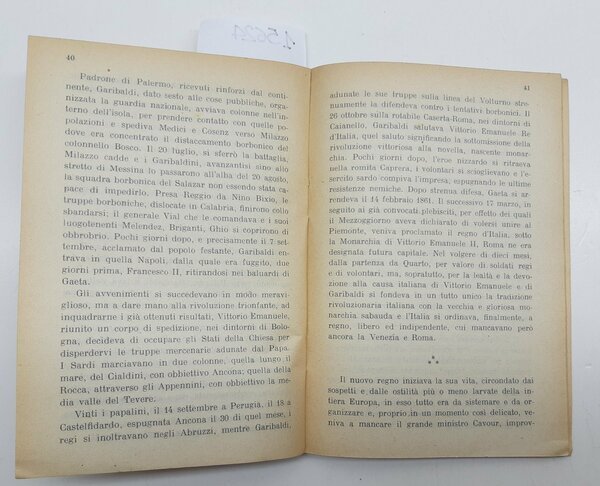 15621
40
Padrone di Palermo, ricevuti rinforzi dal conti-
nente, Garibaldi, dato sesto alle cose pubbliche, orga-
nizzata la guardia nazionale, avviava colonne nell'in-
terno dell'isola, per prendere contatto con quelle po-
polazioni e spediva Medici e Cosenz verso Milazzo
dove era concentrato il distaccamento borbonico del
colonnello Bosco. Il 20 luglio, si sferrò la battaglia,
Milazzo cadde e i Garibaldini, avanzantisi sino allo
stretto di Messina lo passarono all'alba del 20 agosto,
la squadra borbonica del Salazar non essendo stata ca-
pace di impedirlo. Presa Reggio da Nino Bixio, le
truppe borboniche, dislocate in Calabria, finirono collo
sbandarsi; il generale Vial che le comandava e i suoi
luogotenenti Melendez, Briganti, Ghio si coprirono di
obbrobrio. Pochi giorni dopo, e precisamente il 7 set-
tembre, acclamato dal popolo festante, Garibaldi en-
trava in quella Napoli, dalla quale era fuggito, due
giorni prima, Francesco II, ritirandosi nei baluardi di
Gaeta.
Gli avvenimenti si succedevano in modo meravi-
glioso, ma a dare mano alla rivoluzione trionfante, ad
inquadrarne i già ottenuti risultati, Vittorio Emanuele,
riunito un corpo di spedizione, nei dintorni di Bolo-
gna, decideva di occupare gli Stati della Chiesa per
disperdervi le truppe mercenarie adunate dal Papa.
I Sardi marciavano in due colonne, quella lungo, il
mare, del Cialdini, con obbiettivo Ancona; quella della
Rocca, attraverso gli Appennini, con obbiettivo la me-
dia valle del Tevere.
Vinti i papalini, il 14 settembre a Perugia, il 18 a
Castelfidardo, espugnata Ancona il 30 di quel mese, i
regi si inoltravano negli Abruzzi, mentre Garibaldi,
41
adunate le sue truppe sulla linea del Volturno stre-
nuamente la difendeva contro i tentativi borbonici. Il
26 ottobre sulla rotabile Caserta-Roma, nei dintorni di
Caianello, Garibaldi salutava Vittorio Emanuele Re
d'Italia, quel saluto significando la sottomissione della
rivoluzione vittoriosa alla novella, nascente monar-
chia. Pochi giorni dopo, l'eroe nizzardo si ritraeva
nella romita Caprera, i volontari si scioglievano e l'e-
sercito sardo compiva l'impresa, espugnando le ultime
resistenze nemiche. Dopo strenua difesa, Gaeta si ar-
rendeva il 14 febbraio 1861. Il successivo 17 marzo, in
seguito ai già convocati plebisciti, per effetto dei quali
il Mezzogiorno aveva dichiarato di volersi unire al
Piemonte, veniva proclamato il regno d'Italia, sotto
la Monarchia di Vittorio Emanuele II, Roma ne era
designata futura capitale. Nel volgere di dieci mesi,
dalla partenza da Quarto, per valore di soldati regi
e di volontari, ma, sopratutto, per la lealtà e la devo-
zione alla causa italiana di Vittorio Emanuele e di
Garibaldi si fondeva in un tutto unico la tradizione
rivoluzionaria italiana con la vecchia e gloriosa mo-
narchia sabauda e l'Italia si ordinava, finalmente, a
regno, libero ed indipendente, cui mancavano però
ancora la Venezia e Roma.
***
Il nuovo regno iniziava la sua vita, circondato dai
sospetti e dalle ostilità più o meno larvate della in-
tiera Europa, in esso tutto era da sistemare e da or-
ganizzare e, proprio in un momento così delicato, ve-
niva a mancare il grande ministro Cavour, improv-